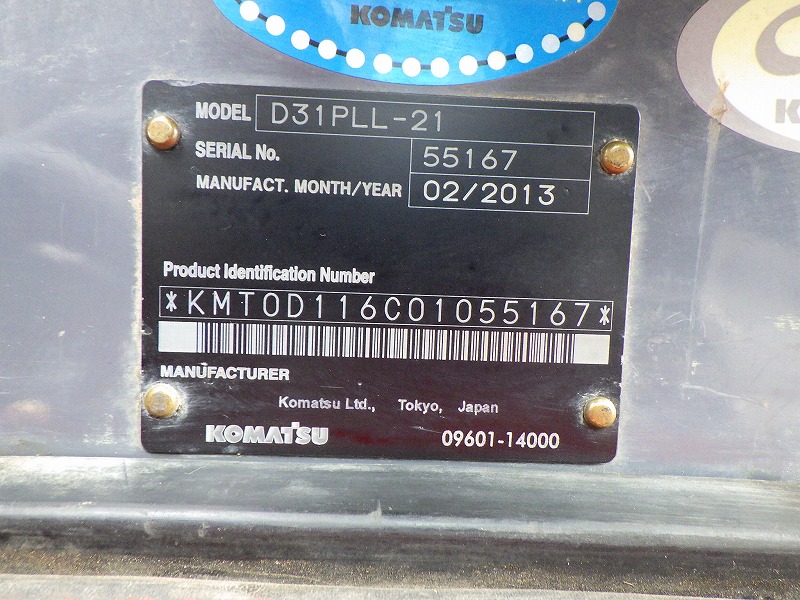 KOMATSU
K
MODEL D31PLL-21
SERIAL No. 55167
MANUFACT. MONTH/YEAR 02/2013
Product Identification Number
*KMT0D116C01055167*
MANUFACTURER
Komatsu Ltd., Tokyo, Japan
KOMATSU 09601-14000